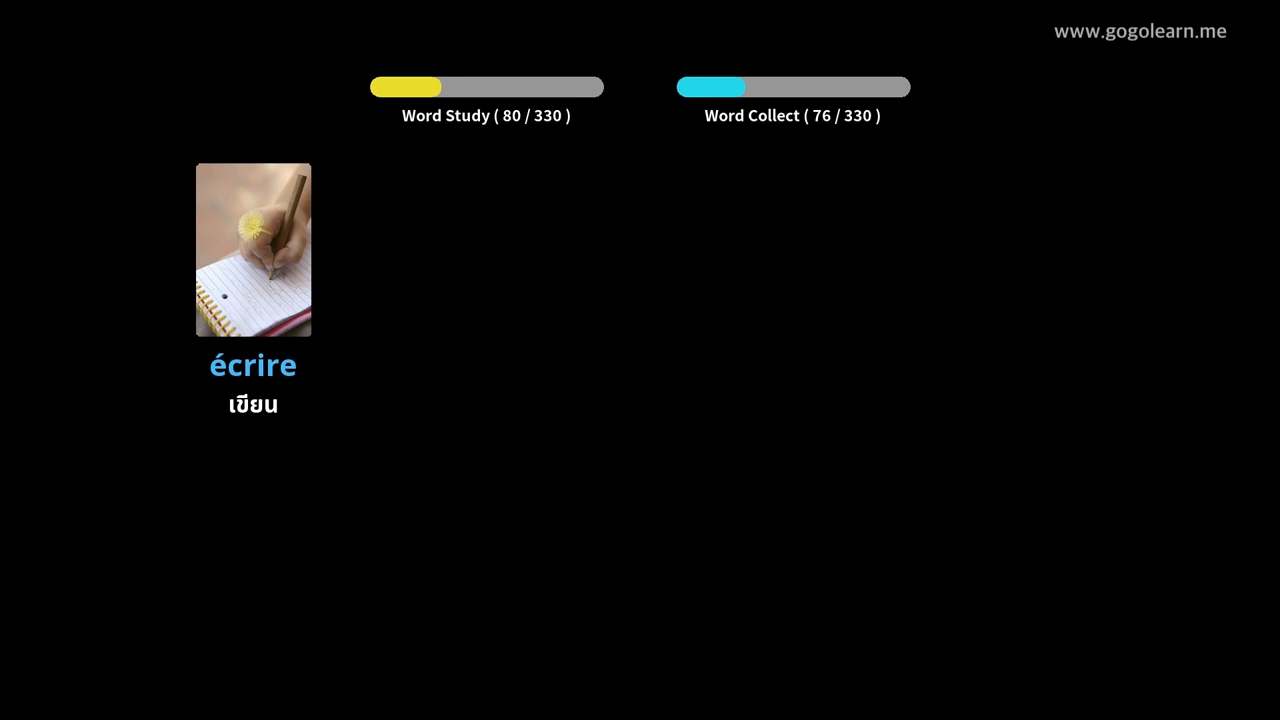 www.gogolearn.me
Word Study ( 80 / 330 )
Word Collect ( 76 / 330 )
écrire
เขียน